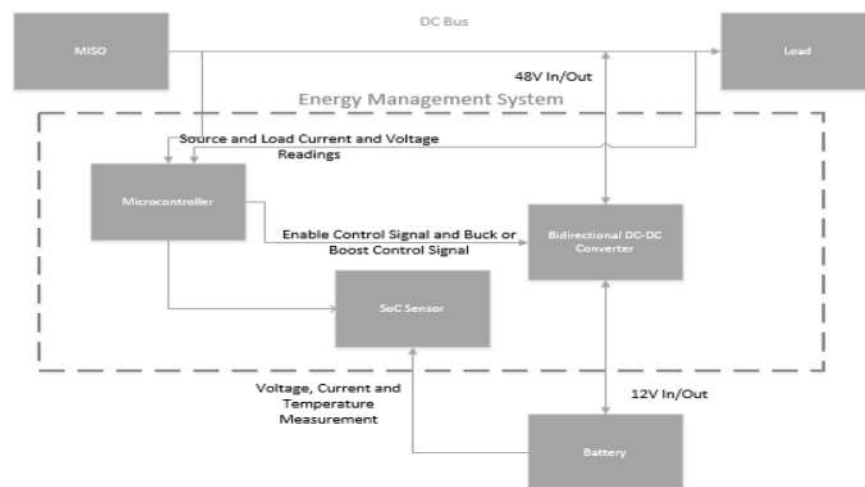 DC Bus
MISO
Load
48V In/Out
Energy Management System
Source and Load Current and Voltage
Readings
Microcontroller
Enable Control Signal and Buck or
Boost Control Signal
Bidirectional DC-DC
Converter
SoC Sensor
Voltage, Current and
Temperature
Measurement
12V In/Out
Battery